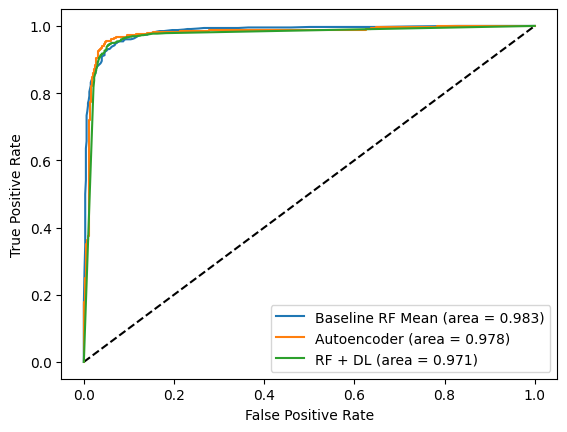 1.0
0.8
0.6
0.4
0.2
0.0
True Positive Rate
Baseline RF Mean (area = 0.983)
Autoencoder (area = 0.978)
RF + DL (area = 0.971)
0.0 0.2 0.4 0.6 0.8 1.0
False Positive Rate